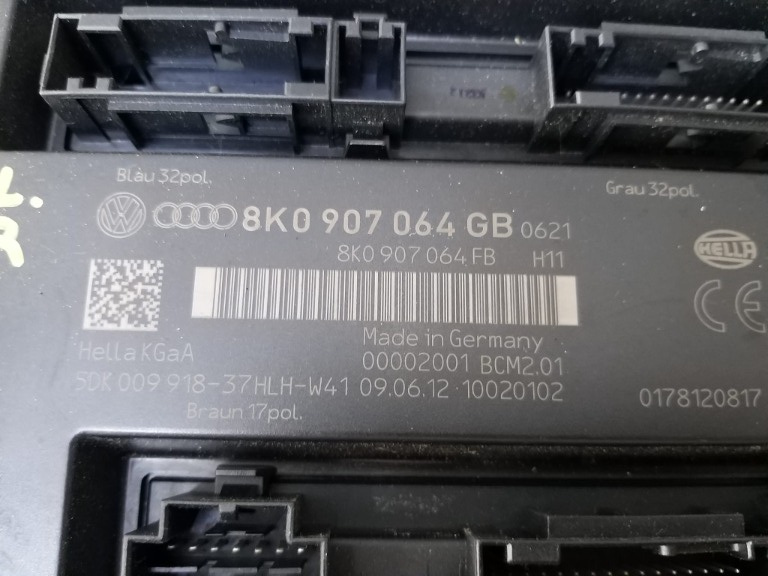 Blau 32pol.
Grau 32pol.
8K0 907 064 GB 0621
8K0 907 064 FB H11
HELLA
CE
Made in Germany
Hella KGaA
00002001 BCM2.01
5DK 009 918-37HLH-W41 09.06.12 10020102
0178120817
Braun 17pol.